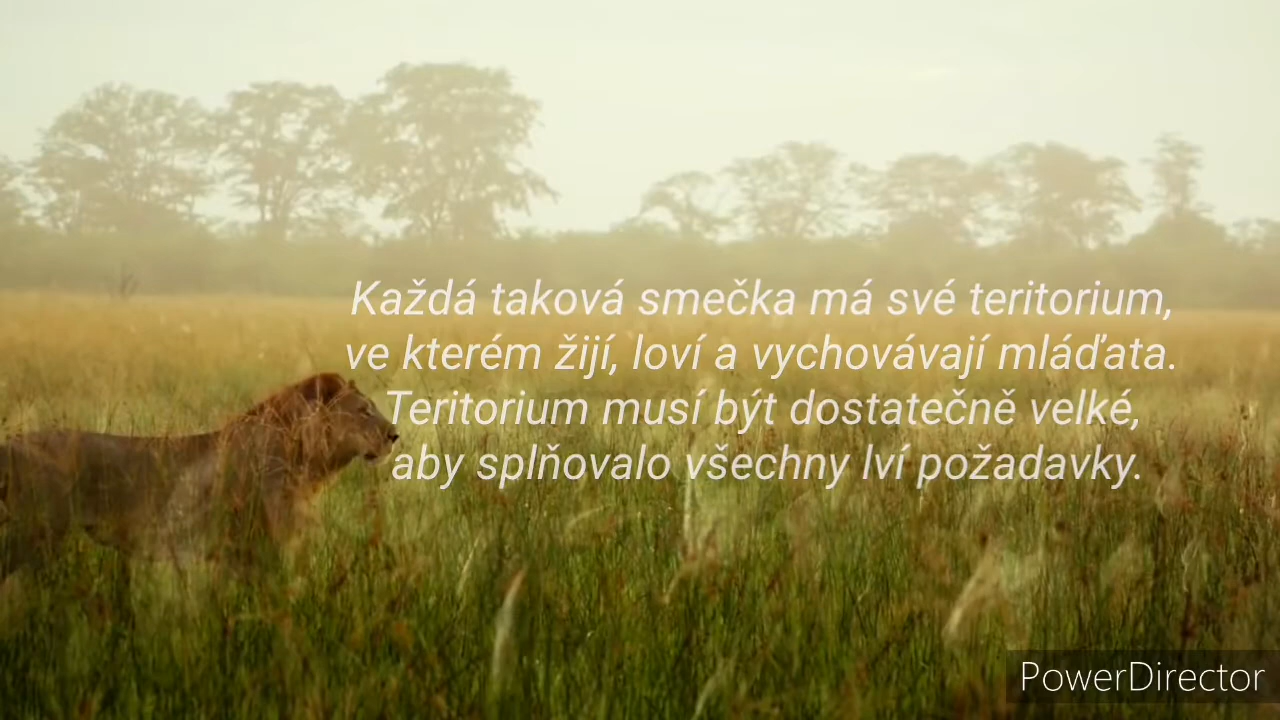 Každá taková smečka má své teritorium,
ve kterém žijí, loví a vychovávají mláďata.
Teritorium musí být dostatečně velké,
aby splňovalo všechny lví požadavky.
PowerDirector